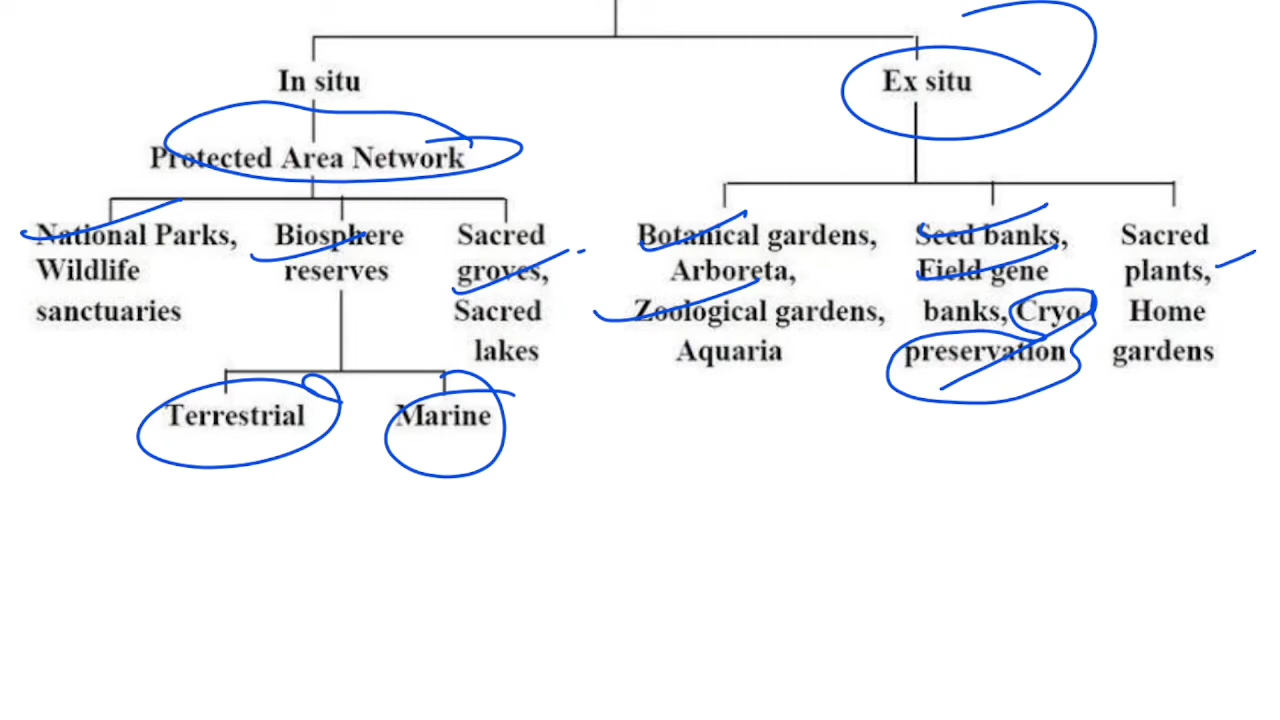 In situ
Ex situ
Protected Area Network
National Parks,
Wildlife
sanctuaries
Biosphere
reserves
Sacred
groves,
Sacred
lakes
Terrestrial
Marine
Botanical gardens,
Arboreta,
Zoological gardens,
Aquaria
Seed banks,
Field gene
banks, Cryo-
preservation
Sacred
plants,
Home
gardens